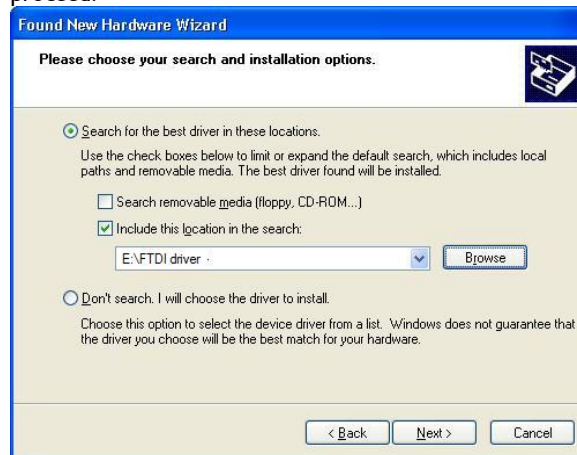 Found New Hardware Wizard
Please choose your search and installation options.
Search for the best driver in these locations.
Use the check boxes below to limit or expand the default search, which includes local
paths and removable media. The best driver found will be installed.
Search removable media (floppy, CD-ROM...)
Include this location in the search:
E:\FTDI driver
Browse
Don't search. I will choose the driver to install.
Choose this option to select the device driver from a list. Windows does not guarantee that
the driver you choose will be the best match for your hardware.
< Back Next > Cancel